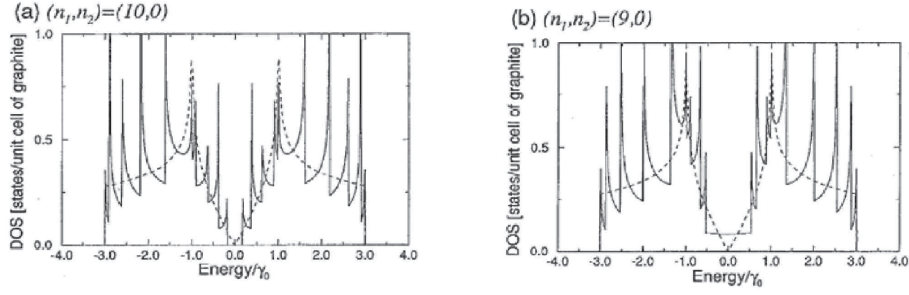 (a) (n1,n2)=(10,0)
DOS [states/unit cell of graphite]
1.0
0.5
0.0
-4.0 -3.0 -2.0 -1.0 0.0 1.0 2.0 3.0 4.0
Energy/γ0
(b) (n1,n2)=(9,0)
DOS [states/unit cell of graphite]
1.0
0.5
0.0
-4.0 -3.0 -2.0 -1.0 0.0 1.0 2.0 3.0 4.0
Energy/γ0